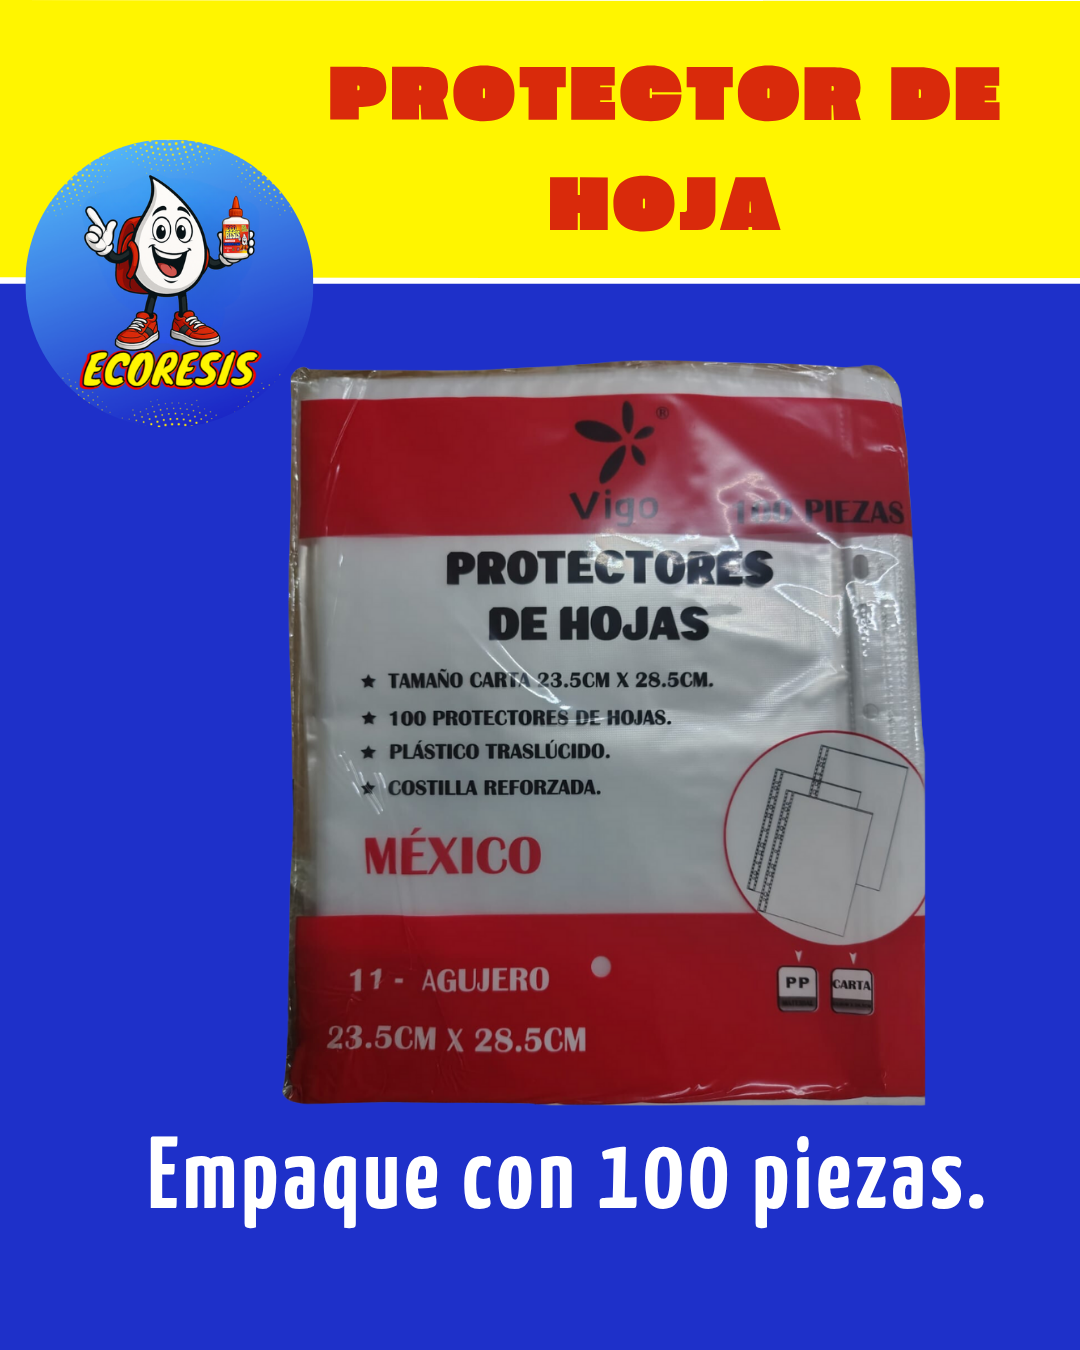 PROTECTOR DE
HOJA
ECORESIS
Vigo ®
100 PIEZAS
PROTECTORES
DE HOJAS
★ TAMAÑO CARTA 23.5CM X 28.5CM.
★ 100 PROTECTORES DE HOJAS.
★ PLÁSTICO TRASLÚCIDO.
★ COSTILLA REFORZADA.
MÉXICO
11 - AGUJERO
23.5CM X 28.5CM
PP
CARTA
Empaque con 100 piezas.